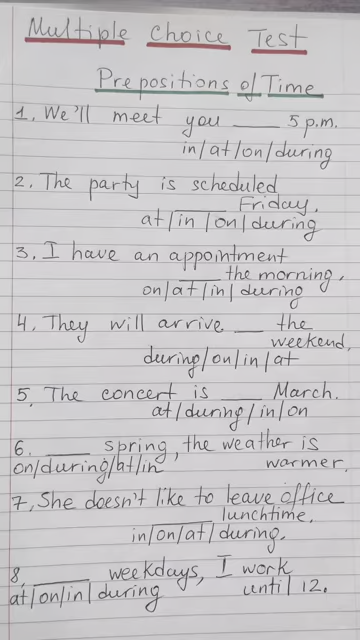 Multiple Choice Test
Prepositions of Time
1. We'll meet you ___ 5 p.m.
in/at/on/during
2. The party is scheduled
___ Friday.
at/in/on/during
3. I have an appointment
___ the morning.
on/at/in/during
4. They will arrive ___ the
weekend.
during/on/in/at
5. The concert is ___ March.
at/during/in/on
6. ___ spring, the weather is
on/during/at/in warmer.
7. She doesn't like to leave office
___ lunchtime.
in/on/at/during.
8. ___ weekdays, I work
at/on/in/during until 12.